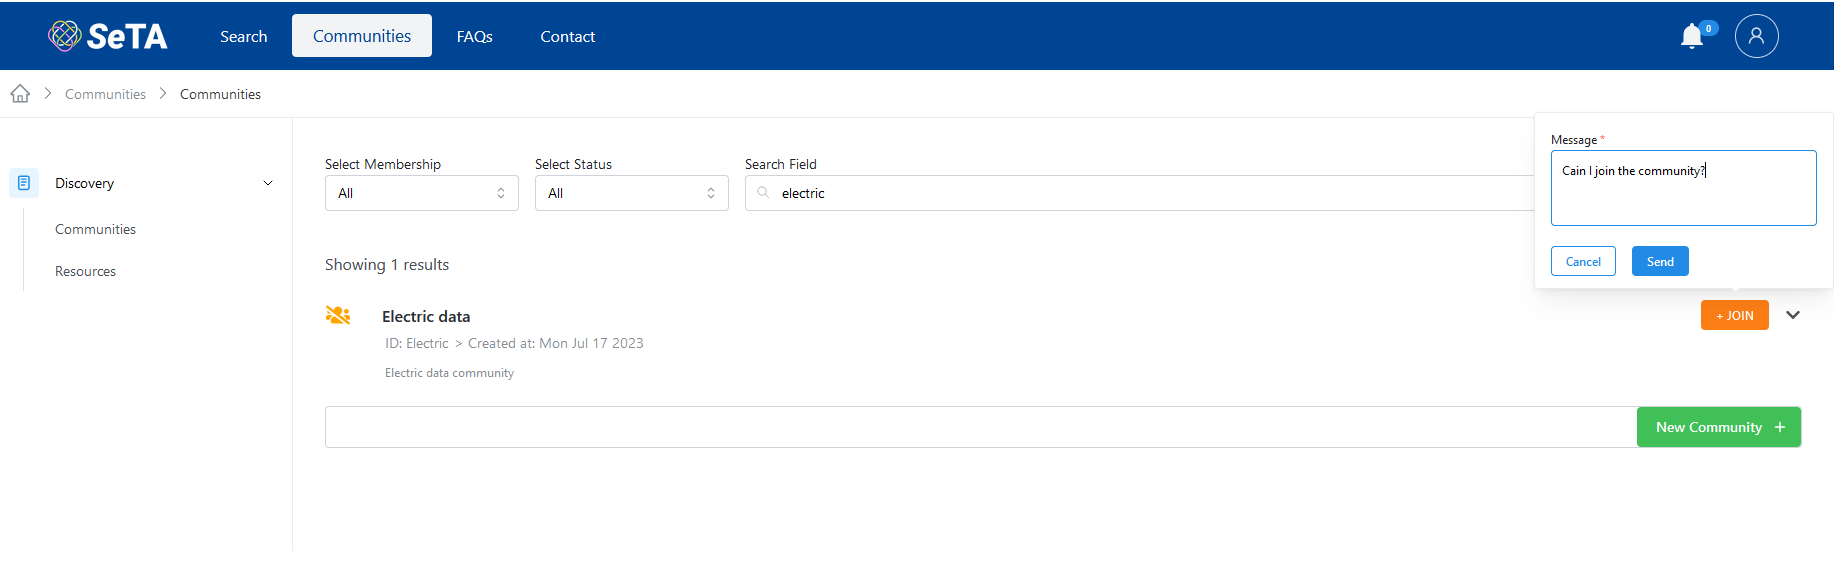 SeTA Search Communities FAQs Contact 0
Communities Communities
Message *
Cain I join the community?
Cancel Send
Discovery
Communities
Resources
Select Membership Select Status Search Field
All All electric
Showing 1 results
Electric data + JOIN
ID: Electric > Created at: Mon Jul 17 2023
Electric data community
New Community +